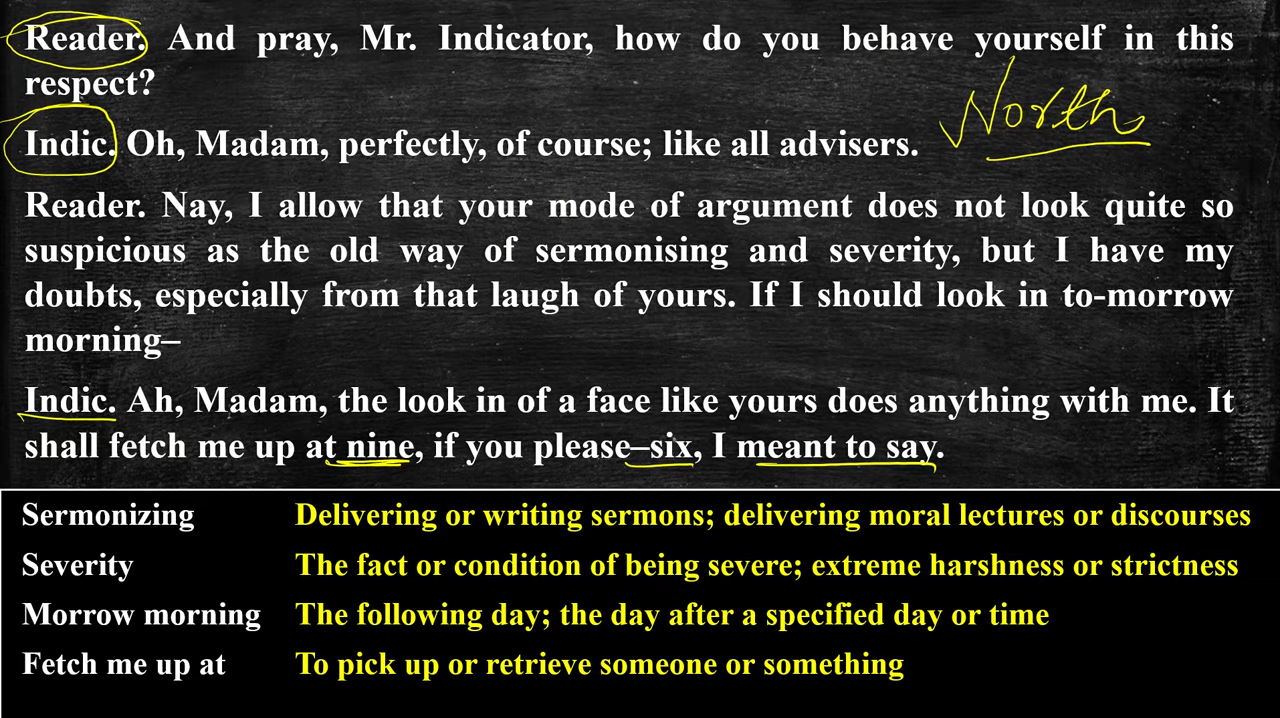 Reader. And pray, Mr. Indicator, how do you behave yourself in this
respect?
North
Indic. Oh, Madam, perfectly, of course; like all advisers.
Reader. Nay, I allow that your mode of argument does not look quite so
suspicious as the old way of sermonising and severity, but I have my
doubts, especially from that laugh of yours. If I should look in to-morrow
morning–
Indic. Ah, Madam, the look in of a face like yours does anything with me. It
shall fetch me up at nine, if you please–six, I meant to say.
Sermonizing Delivering or writing sermons; delivering moral lectures or discourses
Severity The fact or condition of being severe; extreme harshness or strictness
Morrow morning The following day; the day after a specified day or time
Fetch me up at To pick up or retrieve someone or something